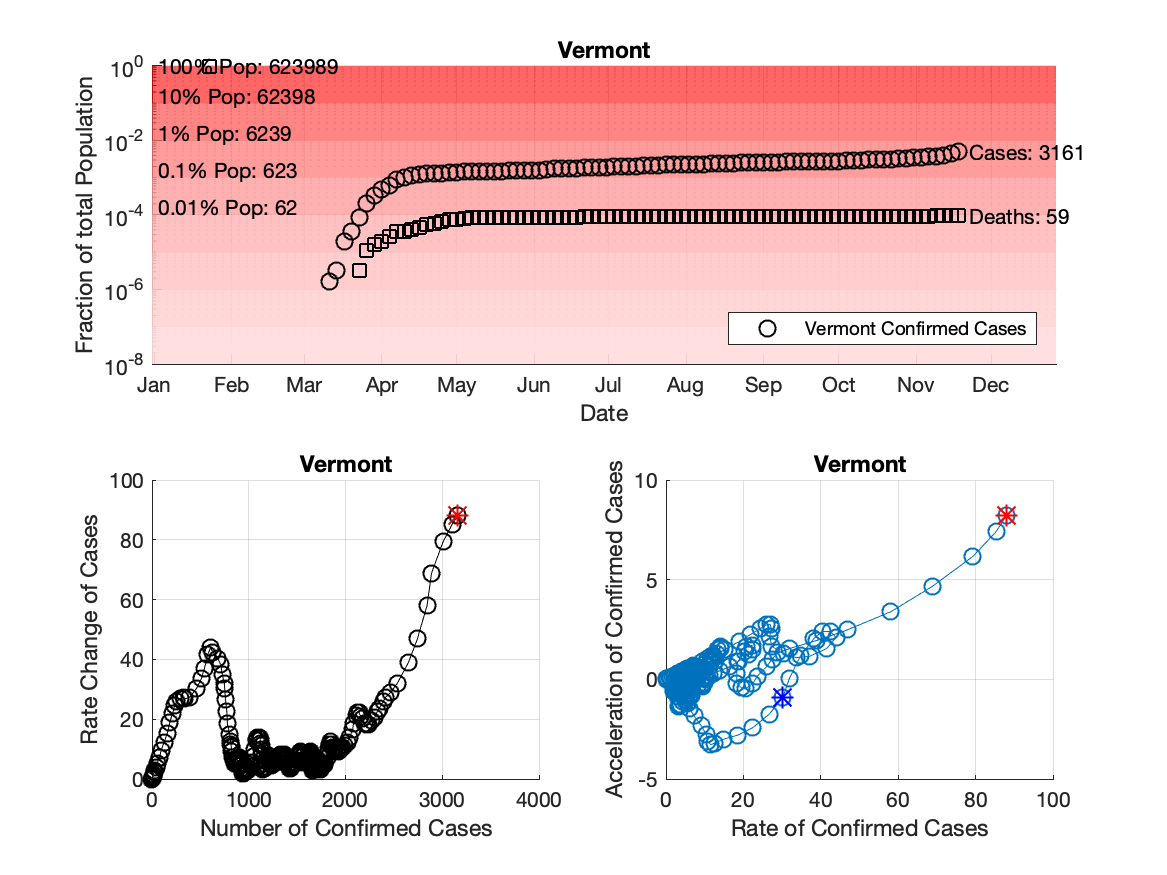 Vermont
Fraction of total Population
10^0
10^-2
10^-4
10^-6
10^-8
100% Pop: 623989
10% Pop: 62398
1% Pop: 6239
0.1% Pop: 623
0.01% Pop: 62
Cases: 3161
Deaths: 59
Vermont Confirmed Cases
Jan Feb Mar Apr May Jun Jul Aug Sep Oct Nov Dec
Date
Vermont
Rate Change of Cases
100
80
60
40
20
0
0 1000 2000 3000 4000
Number of Confirmed Cases
Vermont
Acceleration of Confirmed Cases
10
5
0
-5
0 20 40 60 80 100
Rate of Confirmed Cases